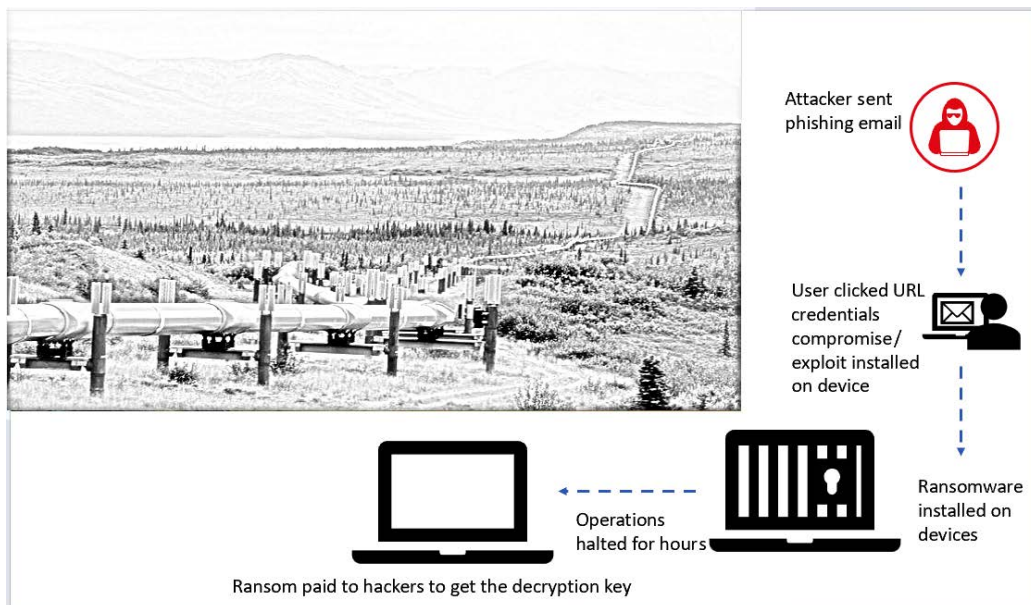 Attacker sent
phishing email
User clicked URL
credentials
compromise/
exploit installed
on device
Ransomware
installed on
devices
Operations
halted for hours
Ransom paid to hackers to get the decryption key